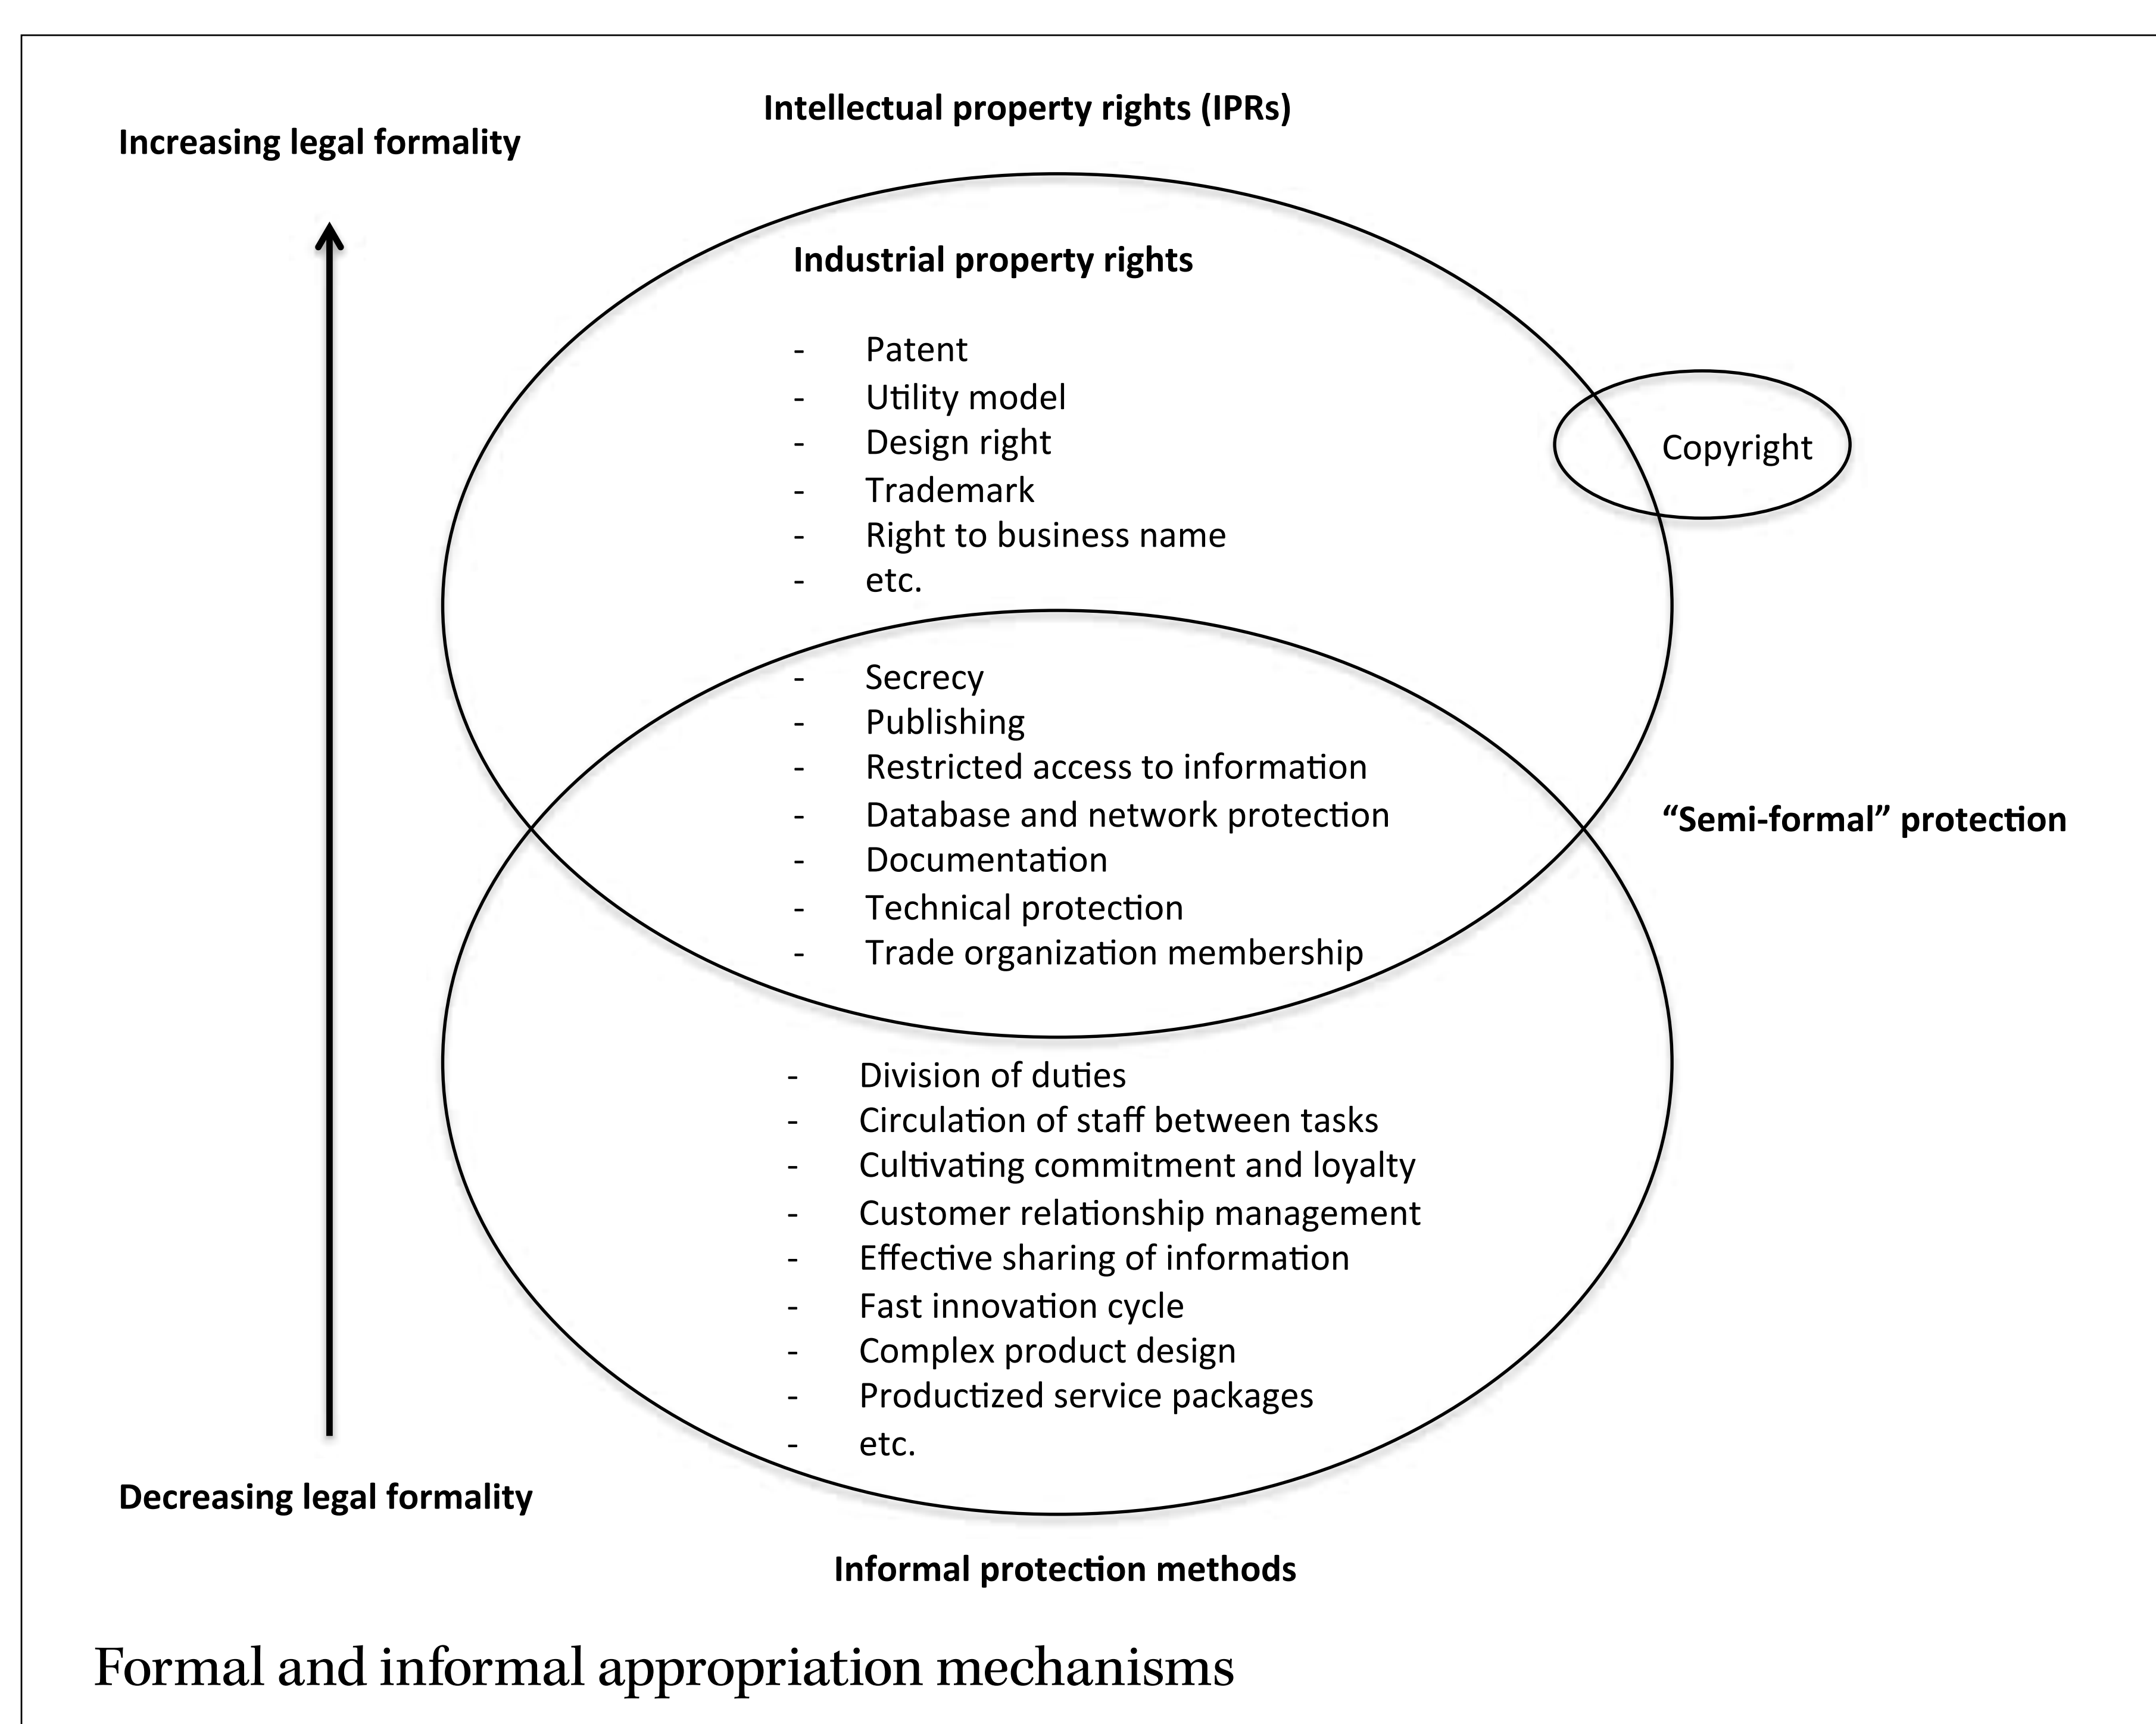 Intellectual property rights (IPRs)
Increasing legal formality
Industrial property rights
- Patent
- Utility model
- Design right
- Trademark
- Right to business name
- etc.
Copyright
- Secrecy
- Publishing
- Restricted access to information
- Database and network protection
- Documentation
- Technical protection
- Trade organization membership
“Semi-formal” protection
- Division of duties
- Circulation of staff between tasks
- Cultivating commitment and loyalty
- Customer relationship management
- Effective sharing of information
- Fast innovation cycle
- Complex product design
- Productized service packages
- etc.
Decreasing legal formality
Informal protection methods
Formal and informal appropriation mechanisms